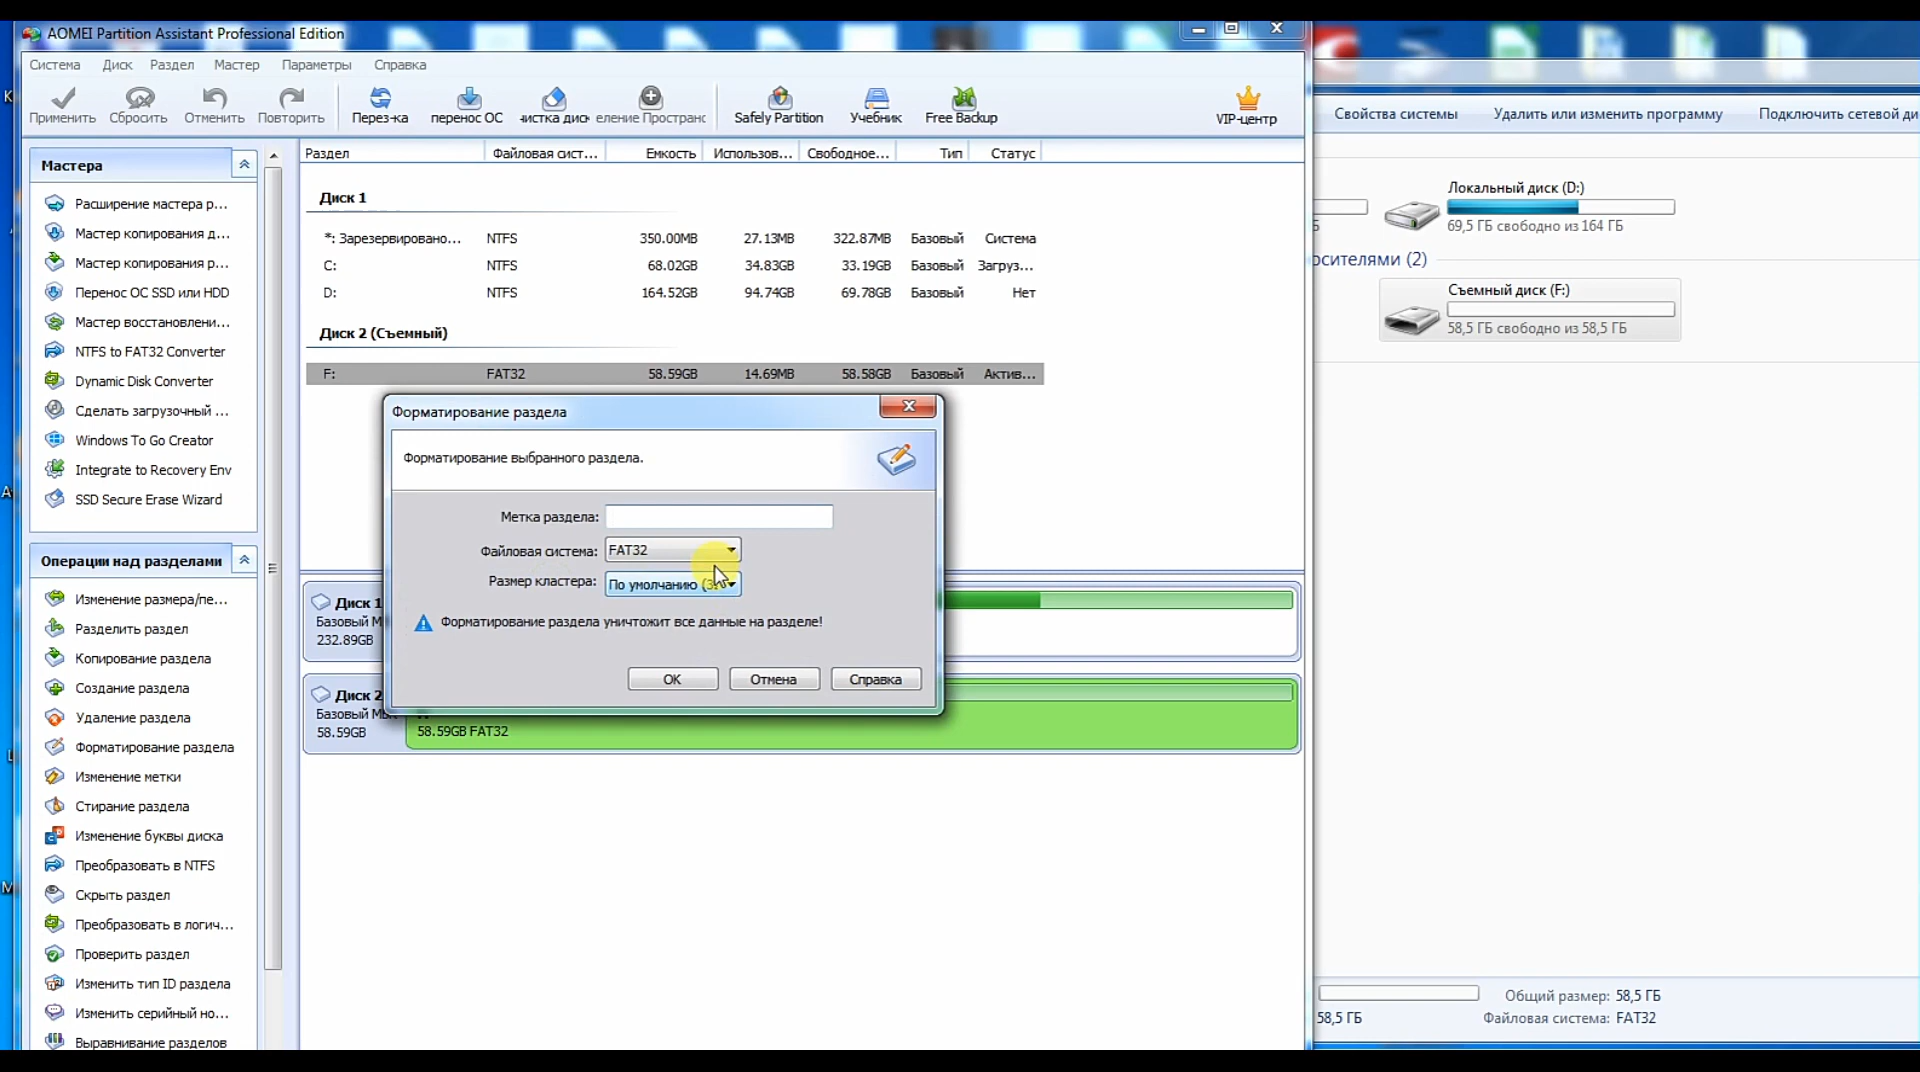 AOMEI Partition Assistant Professional Edition
Система Диск Раздел Мастер Параметры Справка
Применить Сбросить Отменить Повторить Перез-ка перенос ОС чистка диск еление Пространс Safely Partition Учебник Free Backup VIP-центр
Свойства системы Удалить или изменить программу Подключить сетевой ди
Мастера
Расширение мастера р...
Мастер копирования д...
Мастер копирования р...
Перенос ОС SSD или HDD
Мастер восстановлени...
NTFS to FAT32 Converter
Dynamic Disk Converter
Сделать загрузочный ...
Windows To Go Creator
Integrate to Recovery Env
SSD Secure Erase Wizard
Операции над разделами
Изменение размера/пе...
Разделить раздел
Копирование раздела
Создание раздела
Удаление раздела
Форматирование раздела
Изменение метки
Стирание раздела
Изменение буквы диска
Преобразовать в NTFS
Скрыть раздел
Преобразовать в логич...
Проверить раздел
Изменить тип ID раздела
Изменить серийный но...
Выравнивание разделов
Раздел Файловая сист... Емкость Использов... Свободное... Тип Статус
Диск 1
*: Зарезервировано... NTFS 350.00MB 27.13MB 322.87MB Базовый Система
C: NTFS 68.02GB 34.83GB 33.19GB Базовый Загруз...
D: NTFS 164.52GB 94.74GB 69.78GB Базовый Нет
Диск 2 (Съемный)
F: FAT32 58.59GB 14.69MB 58.58GB Базовый Актив...
Форматирование раздела
Форматирование выбранного раздела.
Метка раздела:
Файловая система: FAT32
Размер кластера: По умолчанию
Форматирование раздела уничтожит все данные на разделе!
OK Отмена Справка
Диск 1
Базовый M
232.89GB
Диск 2
Базовый MB
58.59GB
58.59GB FAT32
Локальный диск (D:)
69,5 ГБ свободно из 164 ГБ
осителями (2)
Съемный диск (F:)
58,5 ГБ свободно из 58,5 ГБ
Общий размер: 58,5 ГБ
58,5 ГБ Файловая система: FAT32